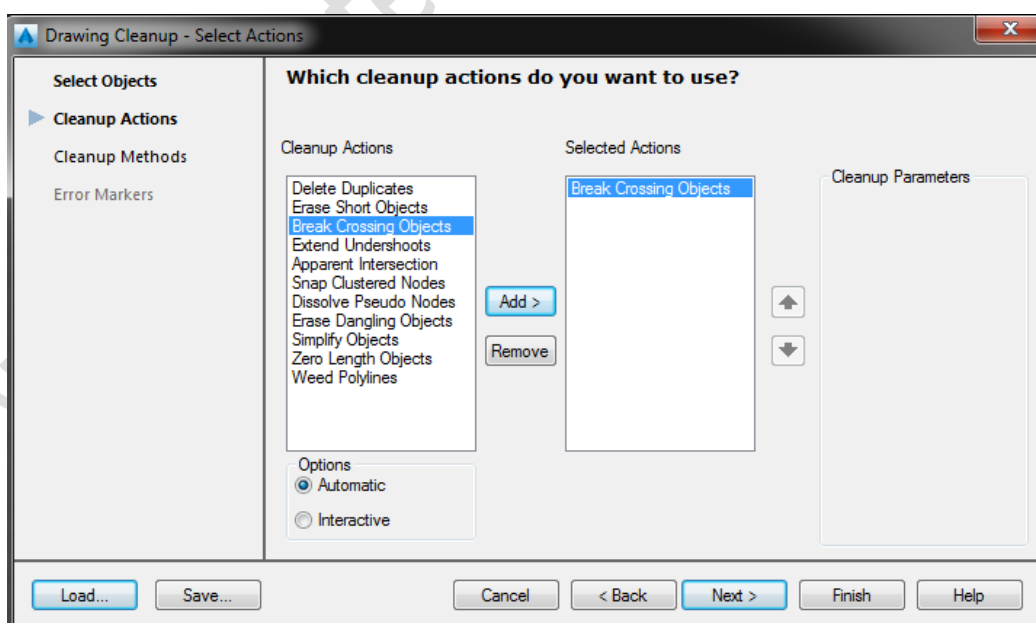 Drawing Cleanup - Select Actions
Select Objects
Cleanup Actions
Cleanup Methods
Error Markers
Which cleanup actions do you want to use?
Cleanup Actions
Delete Duplicates
Erase Short Objects
Break Crossing Objects
Extend Undershoots
Apparent Intersection
Snap Clustered Nodes
Dissolve Pseudo Nodes
Erase Dangling Objects
Simplify Objects
Zero Length Objects
Weed Polylines
Options
Automatic
Interactive
Add >
Remove
Selected Actions
Break Crossing Objects
Cleanup Parameters
Load...
Save...
Cancel
< Back
Next >
Finish
Help